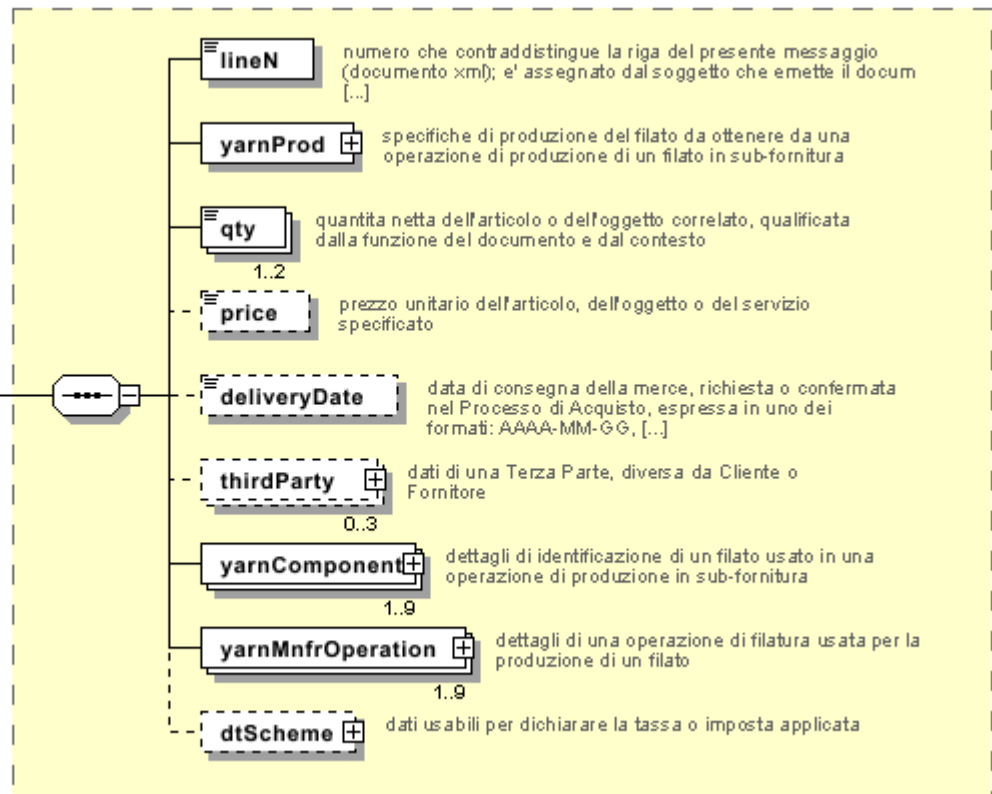 lineN
numero che contraddistingue la riga del presente messaggio
(documento xml); e' assegnato dal soggetto che emette il docum
[...]
yarnProd
specifiche di produzione del filato da ottenere da una
operazione di produzione di un filato in sub-fornitura
qty
1..2
quantita netta dell'articolo o dell'oggetto correlato, qualificata
dalla funzione del documento e dal contesto
price
prezzo unitario dell'articolo, dell'oggetto o del servizio
specificato
deliveryDate
data di consegna della merce, richiesta o confermata
nel Processo di Acquisto, espressa in uno dei
formati: AAAA-MM-GG, [...]
thirdParty
0..3
dati di una Terza Parte, diversa da Cliente o
Fornitore
yarnComponent
1..9
dettagli di identificazione di un filato usato in una
operazione di produzione in sub-fornitura
yarnMnfrOperation
1..9
dettagli di una operazione di filatura usata per la
produzione di un filato
dtScheme
dati usabili per dichiarare la tassa o imposta applicata